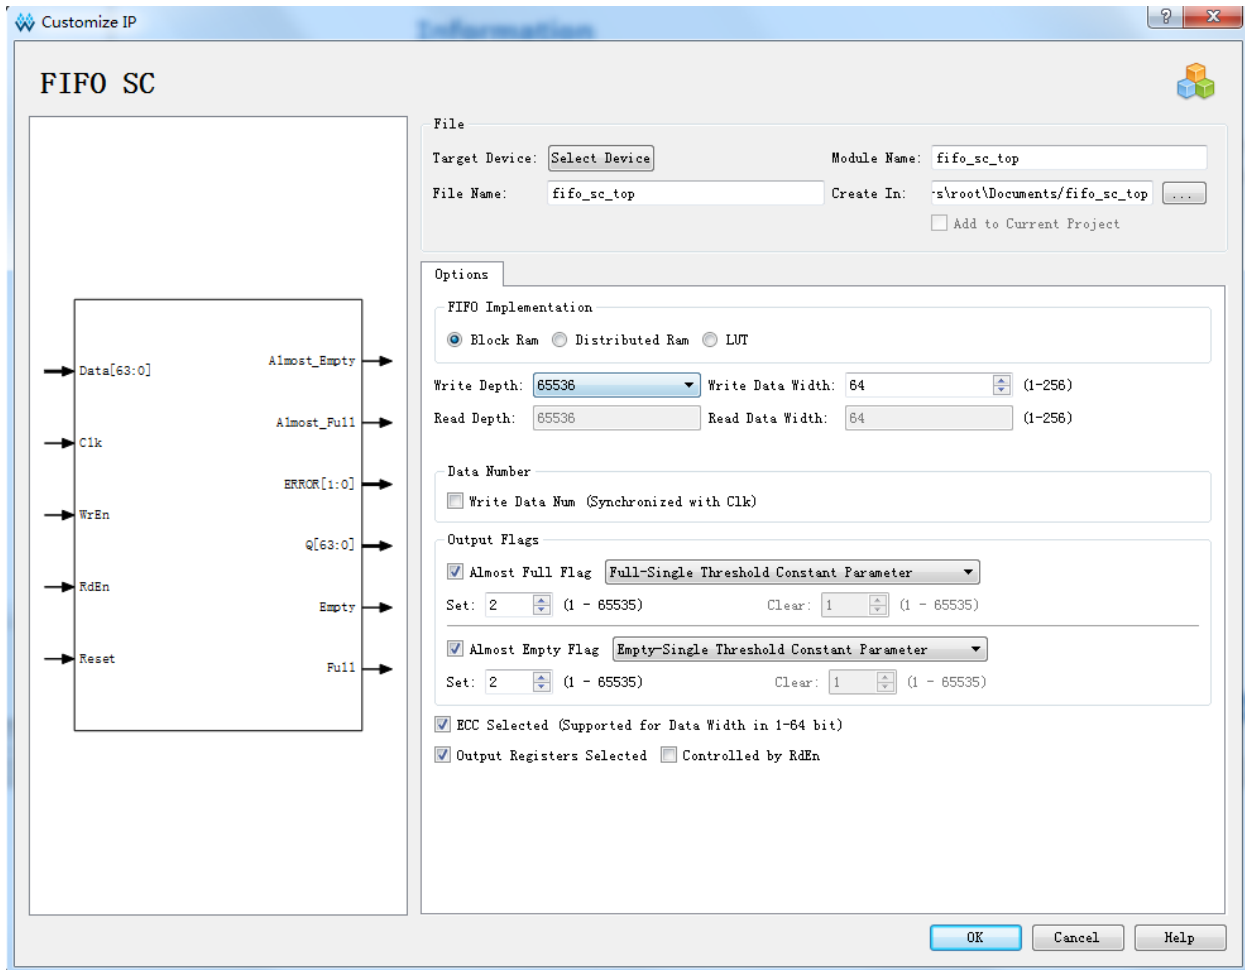 Customize IP
Information
FIFO SC
File
Target Device: Select Device Module Name: fifo_sc_top
File Name: fifo_sc_top Create In: rs\root\Documents/fifo_sc_top ...
Add to Current Project
Options
FIFO Implementation
Block Ram Distributed Ram LUT
Write Depth: 65536 Write Data Width: 64 (1-256)
Read Depth: 65536 Read Data Width: 64 (1-256)
Data Number
Write Data Num (Synchronized with Clk)
Output Flags
Almost Full Flag Full-Single Threshold Constant Parameter
Set: 2 (1 - 65535) Clear: 1 (1 - 65535)
Almost Empty Flag Empty-Single Threshold Constant Parameter
Set: 2 (1 - 65535) Clear: 1 (1 - 65535)
ECC Selected (Supported for Data Width in 1-64 bit)
Output Registers Selected Controlled by RdEn
Data[63:0]
Clk
WrEn
RdEn
Reset
Almost_Empty
Almost_Full
ERROR[1:0]
Q[63:0]
Empty
Full
OK Cancel Help